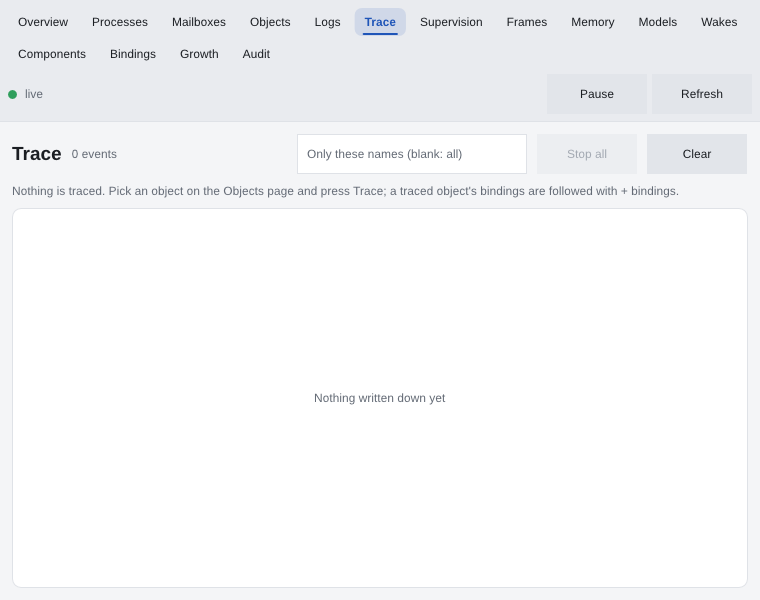 Overview Processes Mailboxes Objects Logs Trace Supervision Frames Memory Models Wakes
Components Bindings Growth Audit
live Pause Refresh
Trace 0 events Only these names (blank: all) Stop all Clear
Nothing is traced. Pick an object on the Objects page and press Trace; a traced object's bindings are followed with + bindings.
Nothing written down yet